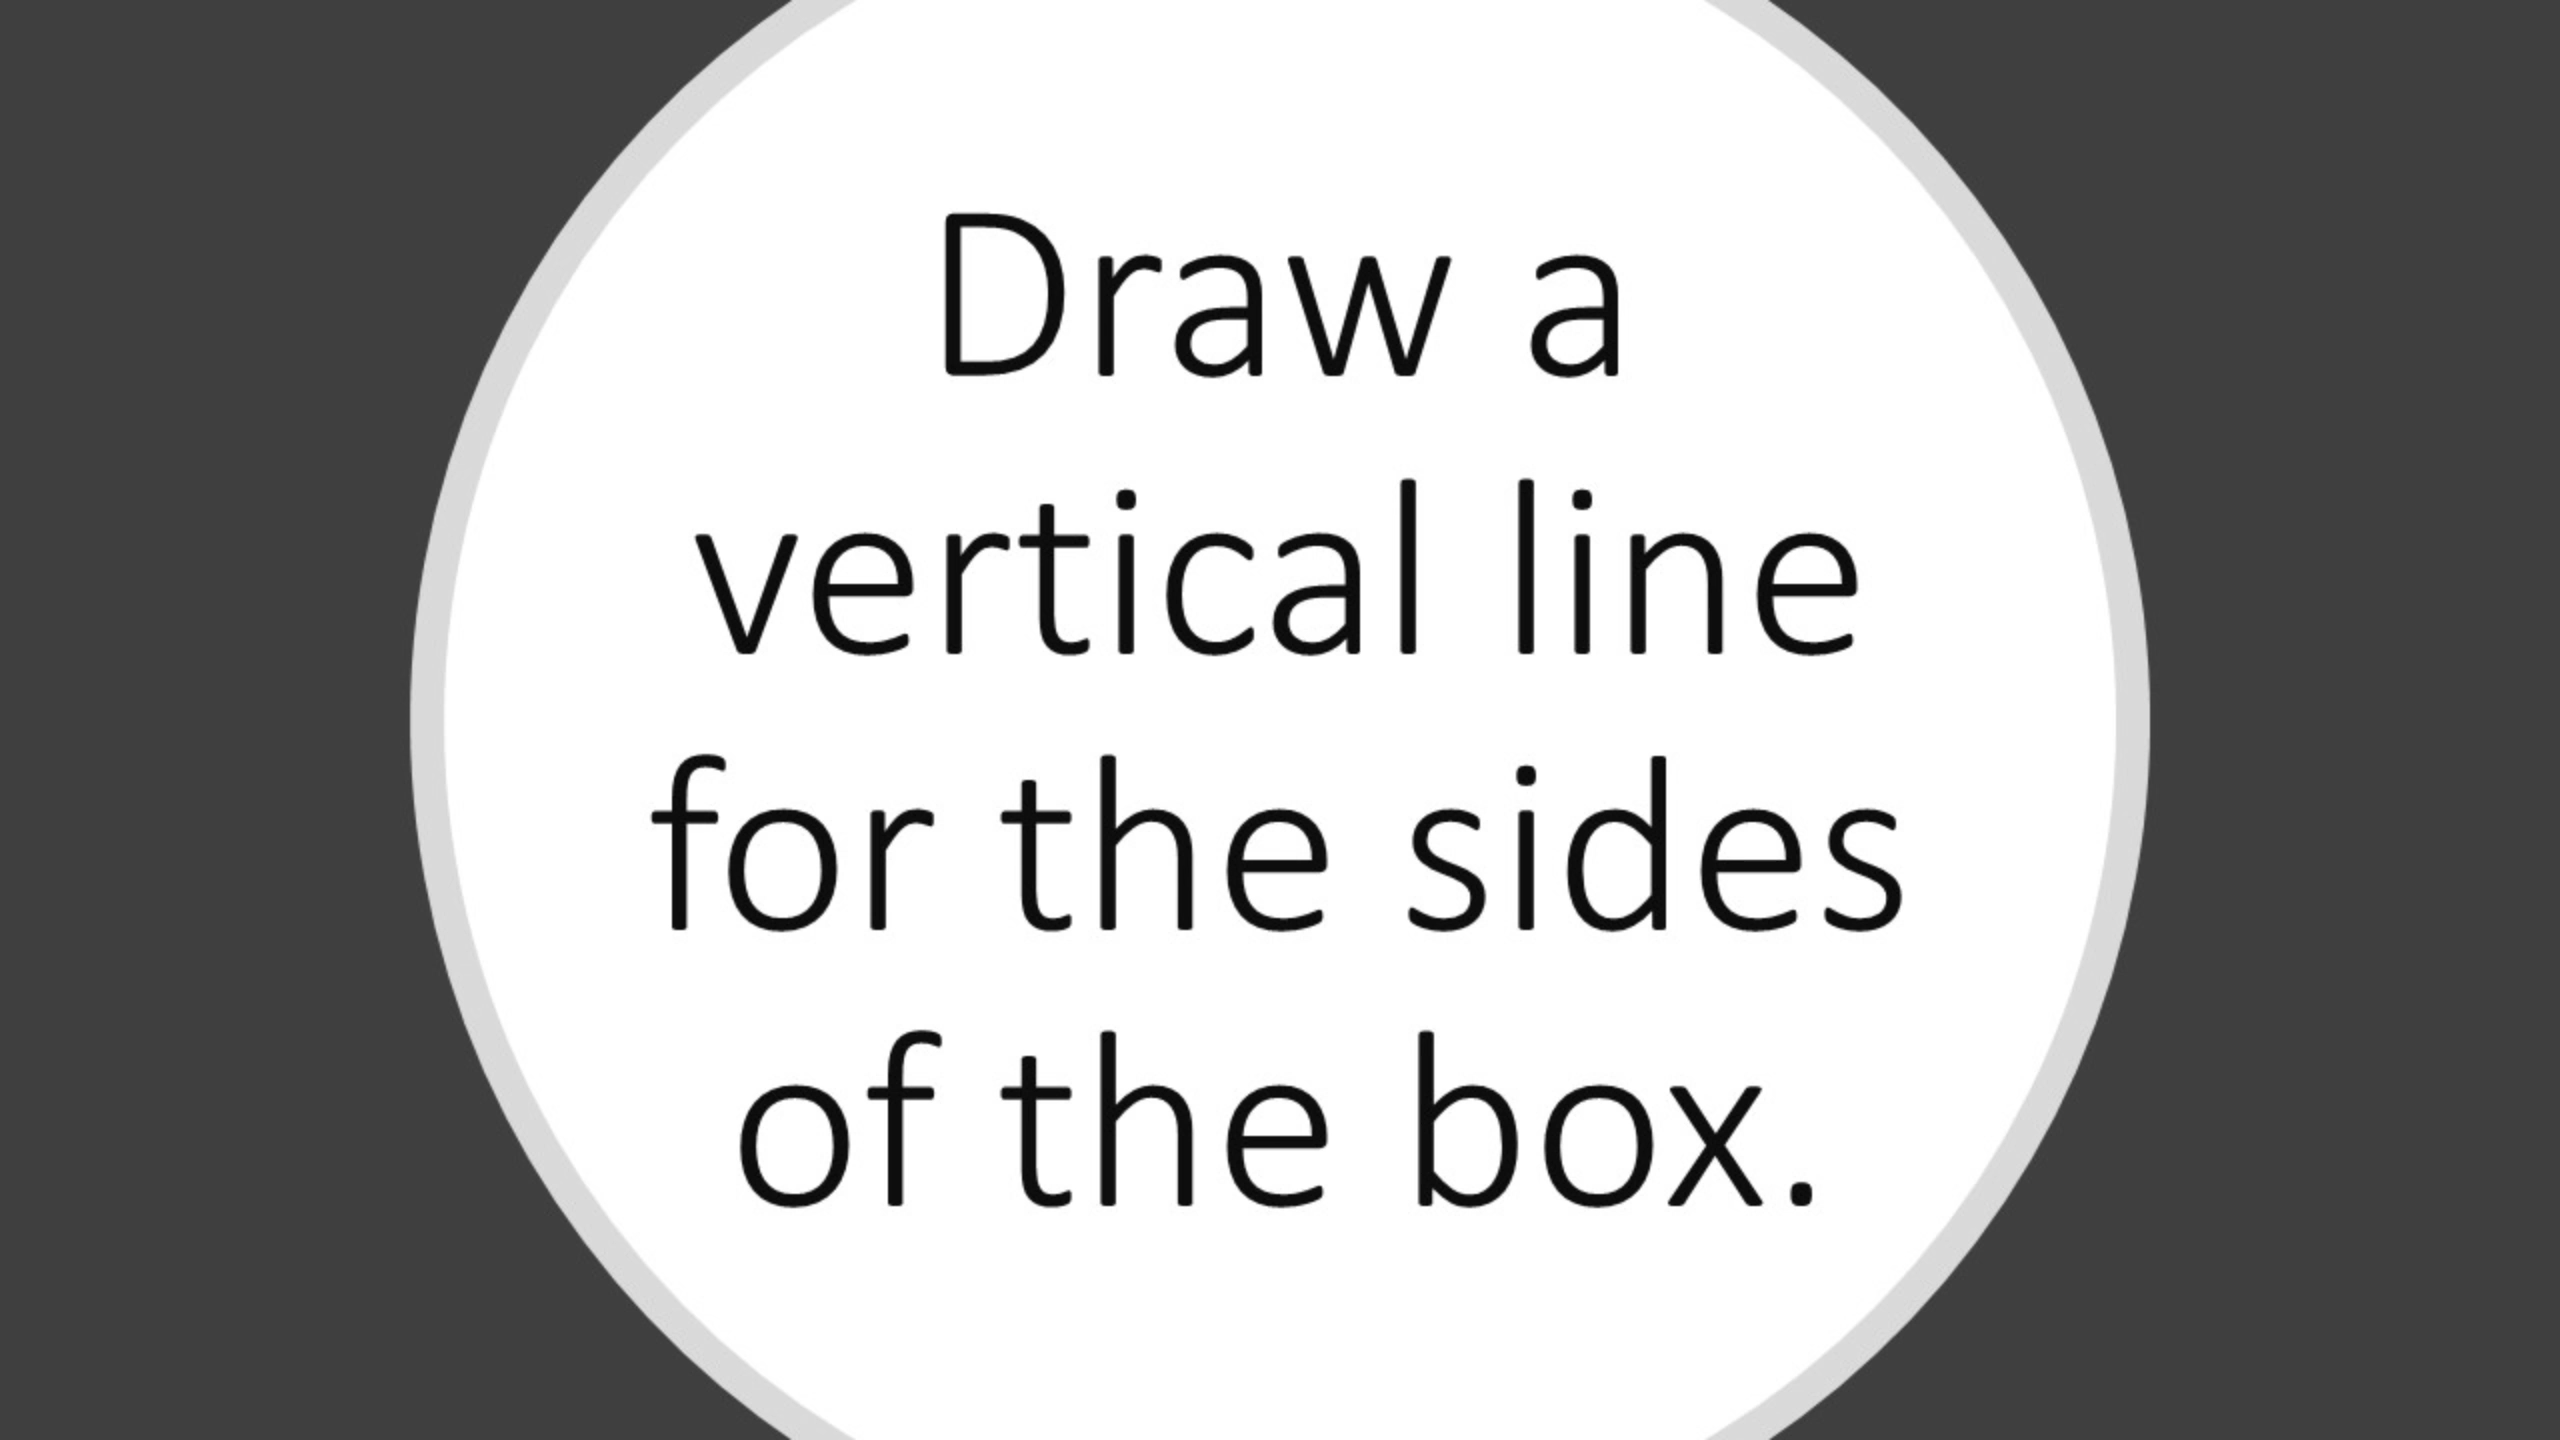 Draw a
vertical line
for the sides
of the box.